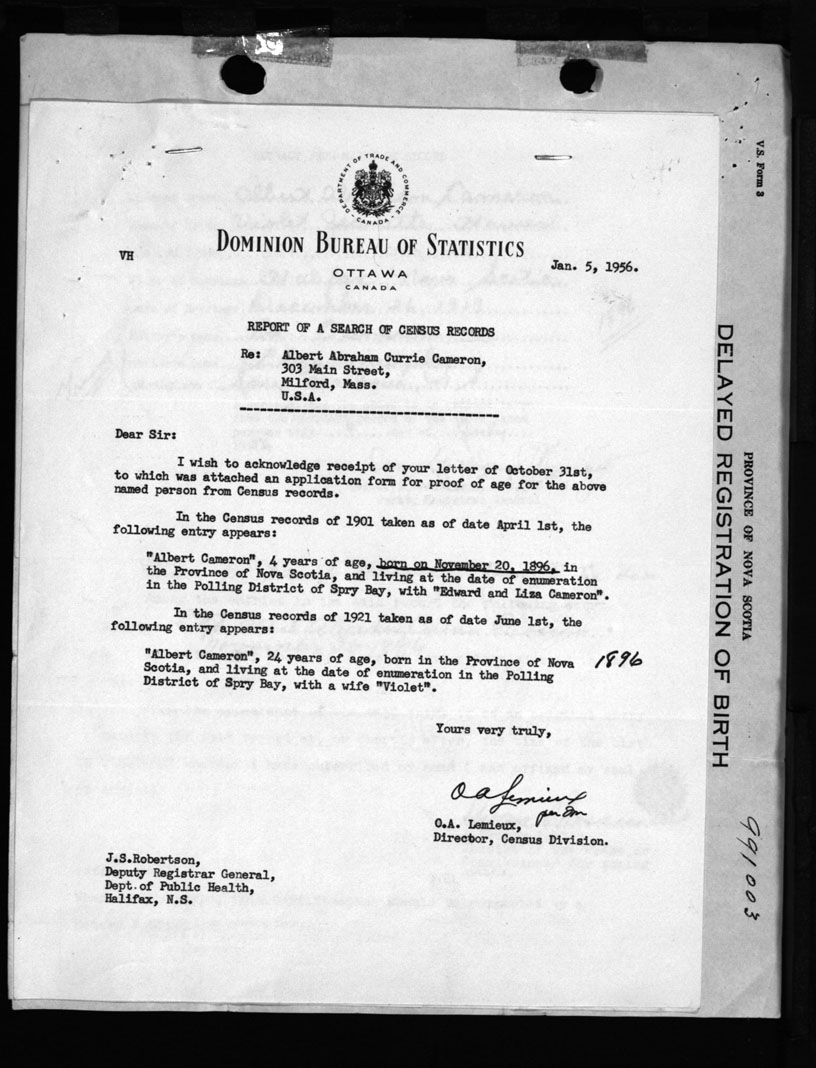 DEPARTMENT OF TRADE AND COMMERCE
CANADA
DOMINION BUREAU OF STATISTICS
OTTAWA
CANADA
VH
Jan. 5, 1956.
REPORT OF A SEARCH OF CENSUS RECORDS
Re: Albert Abraham Currie Cameron,
303 Main Street,
Milford, Mass.
U.S.A.
Dear Sir:
I wish to acknowledge receipt of your letter of October 31st,
to which was attached an application form for proof of age for the above
named person from Census records.
In the Census records of 1901 taken as of date April 1st, the
following entry appears:
"Albert Cameron", 4 years of age, born on November 20, 1896, in
the Province of Nova Scotia, and living at the date of enumeration
in the Polling District of Spry Bay, with "Edward and Liza Cameron".
In the Census records of 1921 taken as of date June 1st, the
following entry appears:
"Albert Cameron", 24 years of age, born in the Province of Nova 1896
Scotia, and living at the date of enumeration in the Polling
District of Spry Bay, with a wife "Violet".
Yours very truly,
O A Lemieux
per
O.A. Lemieux,
Director, Census Division.
J.S.Robertson,
Deputy Registrar General,
Dept. of Public Health,
Halifax, N.S.
V.S. Form 3
PROVINCE OF NOVA SCOTIA
DELAYED REGISTRATION OF BIRTH
991003